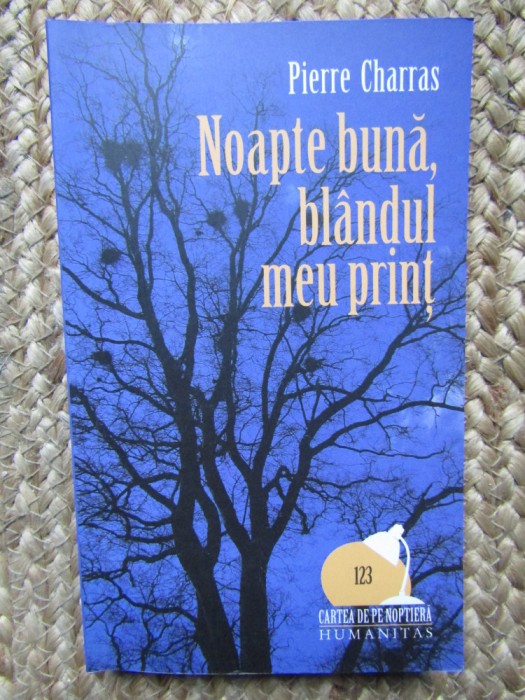 Pierre Charras
Noapte bună,
blândul
meu prinț
123
CARTEA DE PE NOPTIERĂ
HUMANITAS